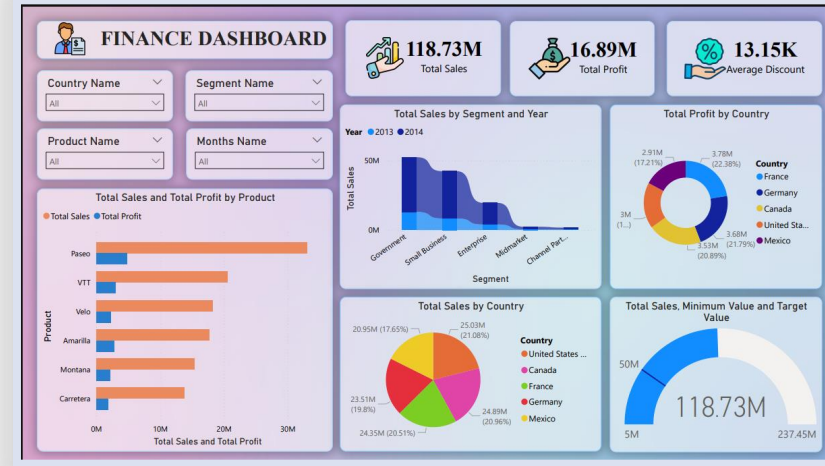 FINANCE DASHBOARD
118.73M
Total Sales
16.89M
Total Profit
13.15K
Average Discount
Country Name
All
Segment Name
All
Product Name
All
Months Name
All
Total Sales by Segment and Year
Year 2013 2014
Total Sales
50M
0M
Government
Small Business
Enterprise
Midmarket
Channel Part...
Segment
Total Profit by Country
2.91M
(17.21%)
3.78M
(22.38%)
3M
(1...)
3.53M
(20.89%)
3.68M
(21.79%)
Country
France
Germany
Canada
United Sta...
Mexico
Total Sales and Total Profit by Product
Total Sales Total Profit
Product
Paseo
VTT
Velo
Amarilla
Montana
Carretera
0M 10M 20M 30M
Total Sales and Total Profit
Total Sales by Country
20.95M (17.65%)
25.03M
(21.08%)
23.51M
(19.8%)
24.89M
(20.96%)
24.35M (20.51%)
Country
United States ...
Canada
France
Germany
Mexico
Total Sales, Minimum Value and Target
Value
50M
118.73M
5M
237.45M